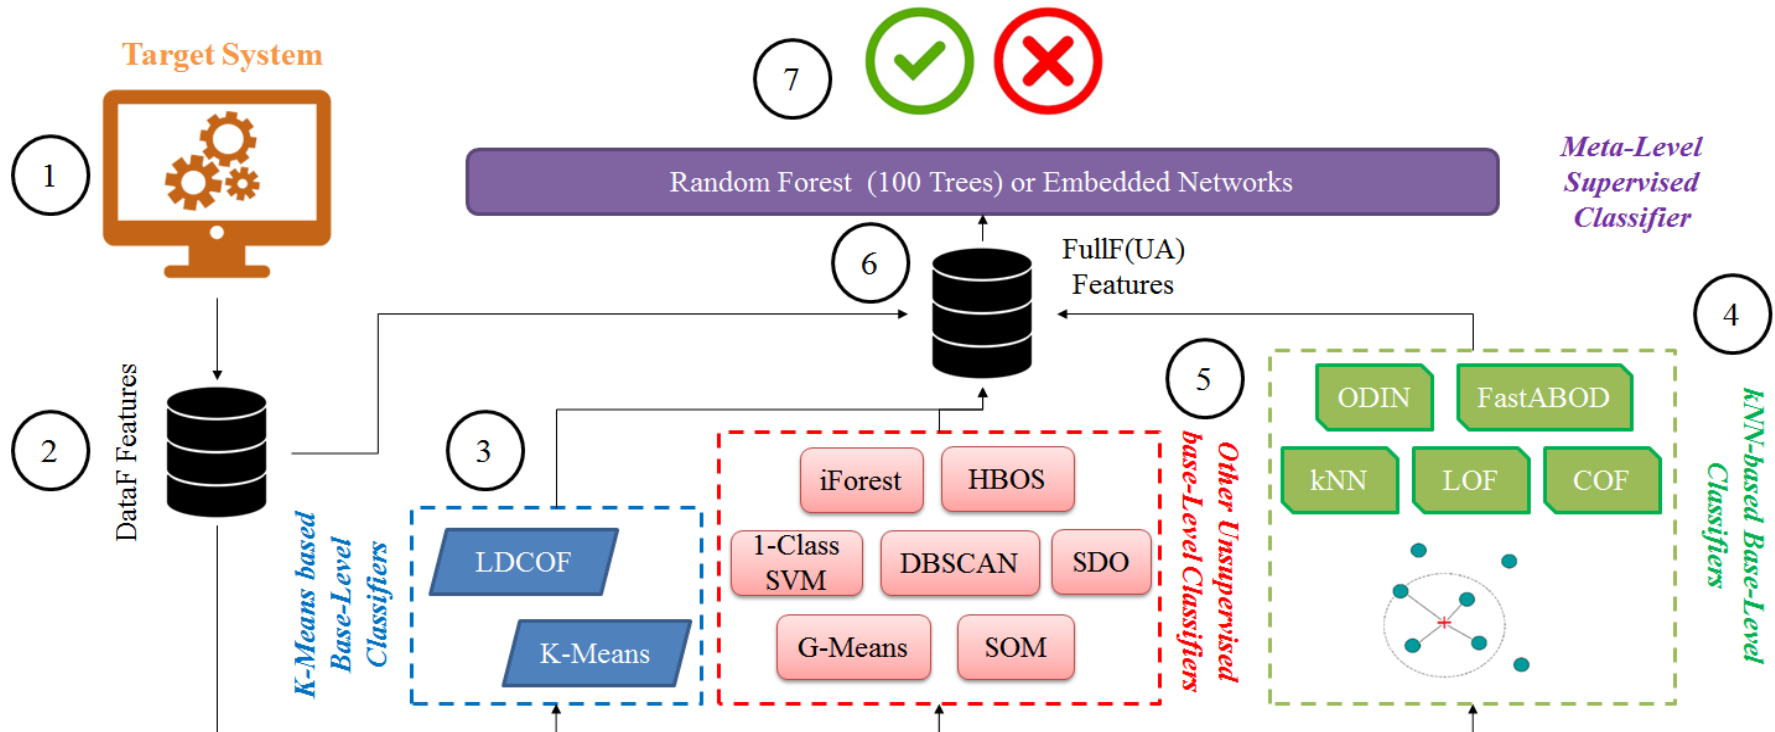 Target System
1
7
Random Forest (100 Trees) or Embedded Networks
Meta-Level
Supervised
Classifier
6
FullF(UA)
Features
2
DataF Features
3
K-Means based
Base-Level
Classifiers
LDCOF
K-Means
5
Other Unsupervised
base-Level Classifiers
iForest
HBOS
1-Class
SVM
DBSCAN
SDO
G-Means
SOM
4
kNN-based Base-Level
Classifiers
ODIN
FastABOD
kNN
LOF
COF